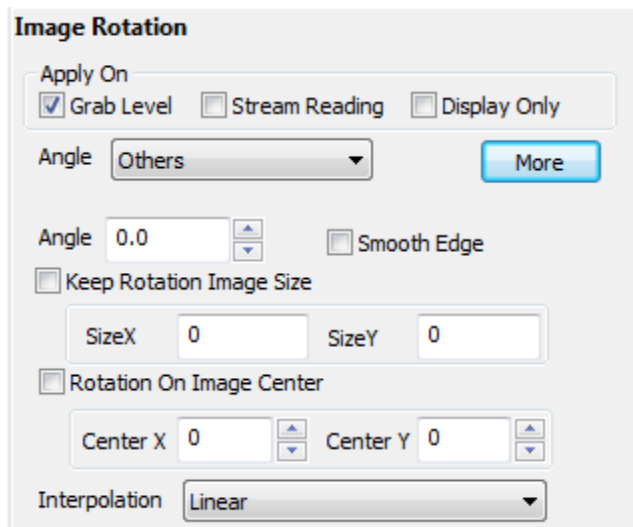 Image Rotation
Apply On
Grab Level Stream Reading Display Only
Angle Others More
Angle 0.0 Smooth Edge
Keep Rotation Image Size
SizeX 0 SizeY 0
Rotation On Image Center
Center X 0 Center Y 0
Interpolation Linear